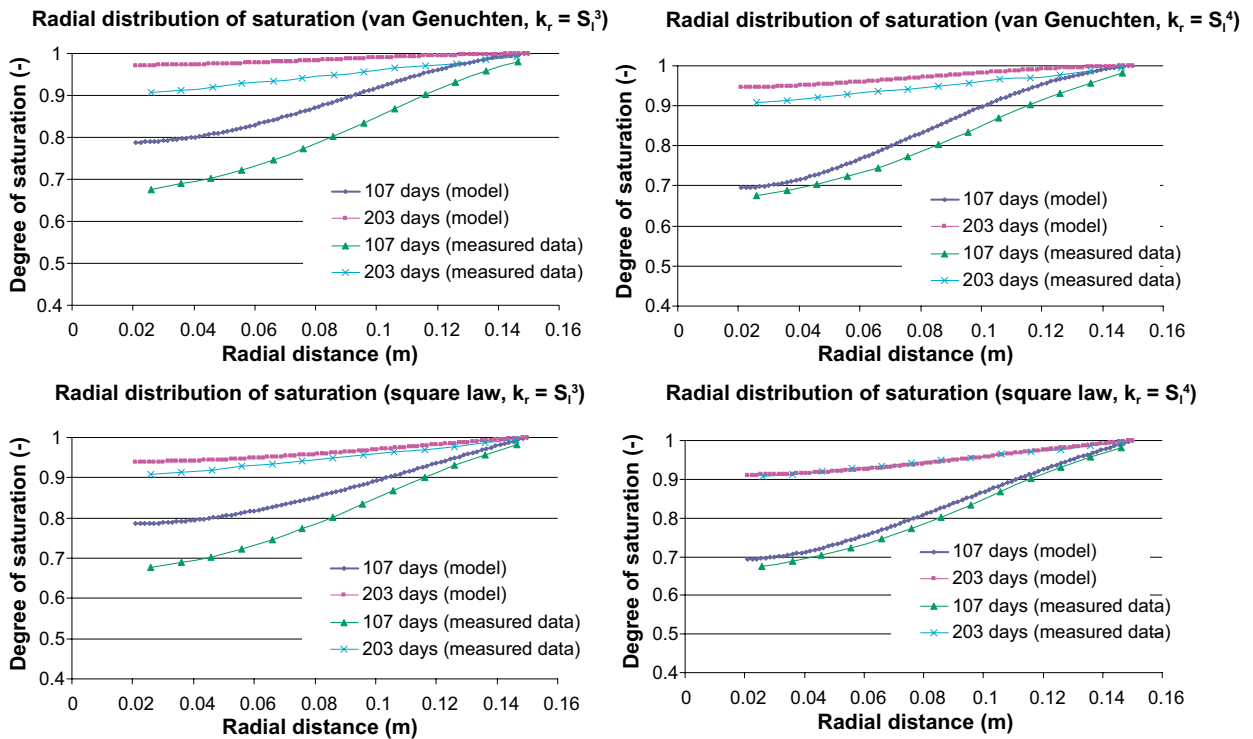 Radial distribution of saturation (van Genuchten, kᵣ = Sₗ³)
Degree of saturation (-)
1
0.9
0.8
0.7
0.6
0.5
0.4
107 days (model)
203 days (model)
107 days (measured data)
203 days (measured data)
0 0.02 0.04 0.06 0.08 0.1 0.12 0.14 0.16
Radial distance (m)
Radial distribution of saturation (van Genuchten, kᵣ = Sₗ⁴)
Degree of saturation (-)
1
0.9
0.8
0.7
0.6
0.5
0.4
107 days (model)
203 days (model)
107 days (measured data)
203 days (measured data)
0 0.02 0.04 0.06 0.08 0.1 0.12 0.14 0.16
Radial distance (m)
Radial distribution of saturation (square law, kᵣ = Sₗ³)
Degree of saturation (-)
1
0.9
0.8
0.7
0.6
0.5
0.4
107 days (model)
203 days (model)
107 days (measured data)
203 days (measured data)
0 0.02 0.04 0.06 0.08 0.1 0.12 0.14 0.16
Radial distance (m)
Radial distribution of saturation (square law, kᵣ = Sₗ⁴)
Degree of saturation (-)
1
0.9
0.8
0.7
0.6
0.5
0.4
107 days (model)
203 days (model)
107 days (measured data)
203 days (measured data)
0 0.02 0.04 0.06 0.08 0.1 0.12 0.14 0.16
Radial distance (m)